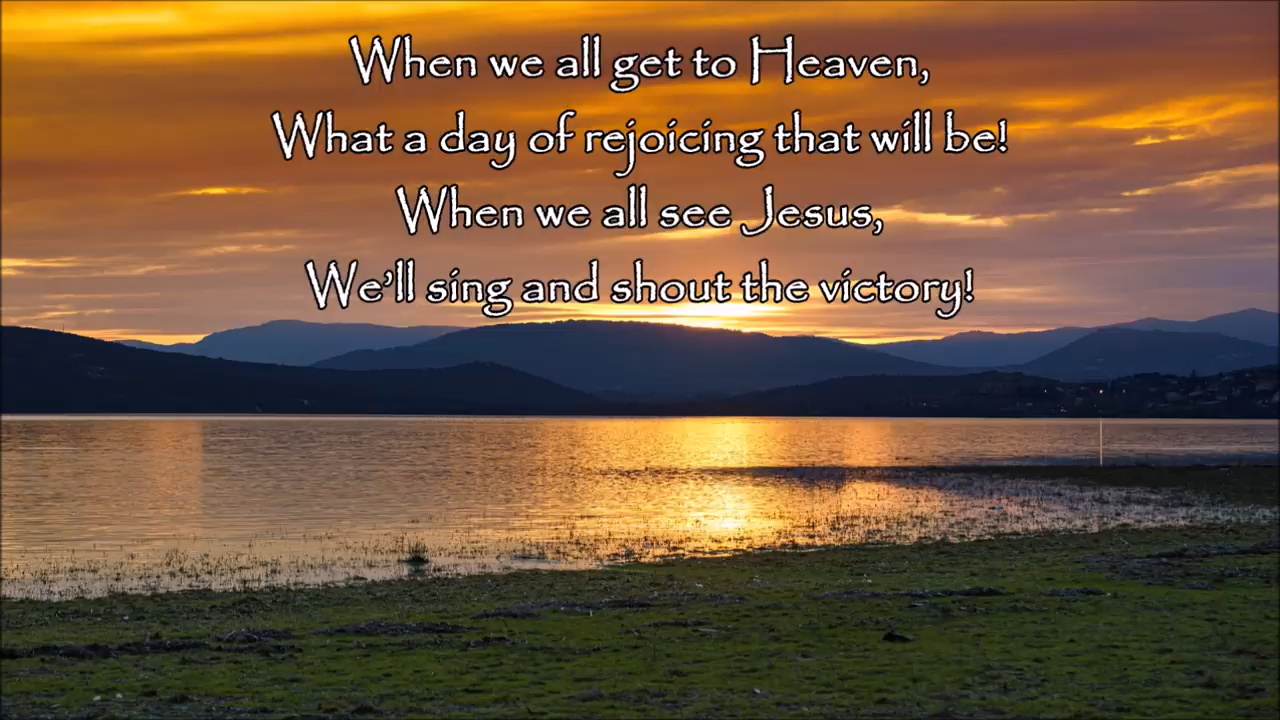 When we all get to Heaven,
What a day of rejoicing that will be!
When we all see Jesus,
We’ll sing and shout the victory!